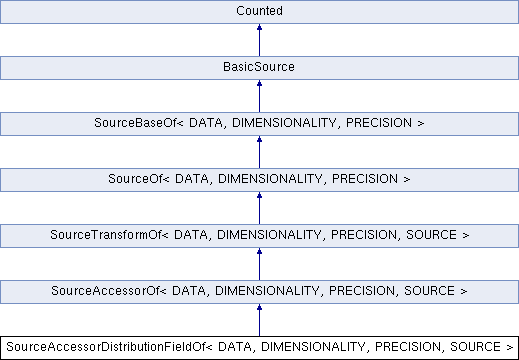 Counted
BasicSource
SourceBaseOf< DATA, DIMENSIONALITY, PRECISION >
SourceOf< DATA, DIMENSIONALITY, PRECISION >
SourceTransformOf< DATA, DIMENSIONALITY, PRECISION, SOURCE >
SourceAccessorOf< DATA, DIMENSIONALITY, PRECISION, SOURCE >
SourceAccessorDistributionFieldOf< DATA, DIMENSIONALITY, PRECISION, SOURCE >